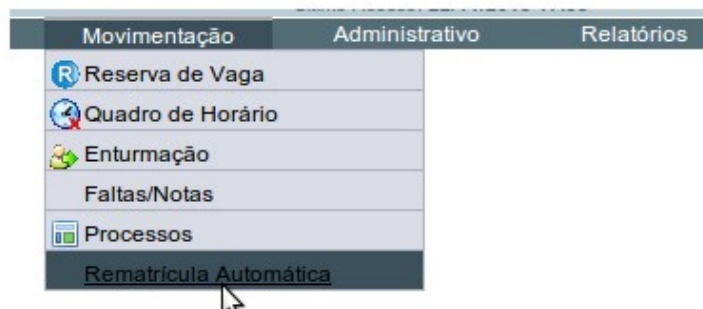 Movimentação Administrativo Relatórios
Reserva de Vaga
Quadro de Horário
Enturmação
Faltas/Notas
Processos
Rematrícula Automática